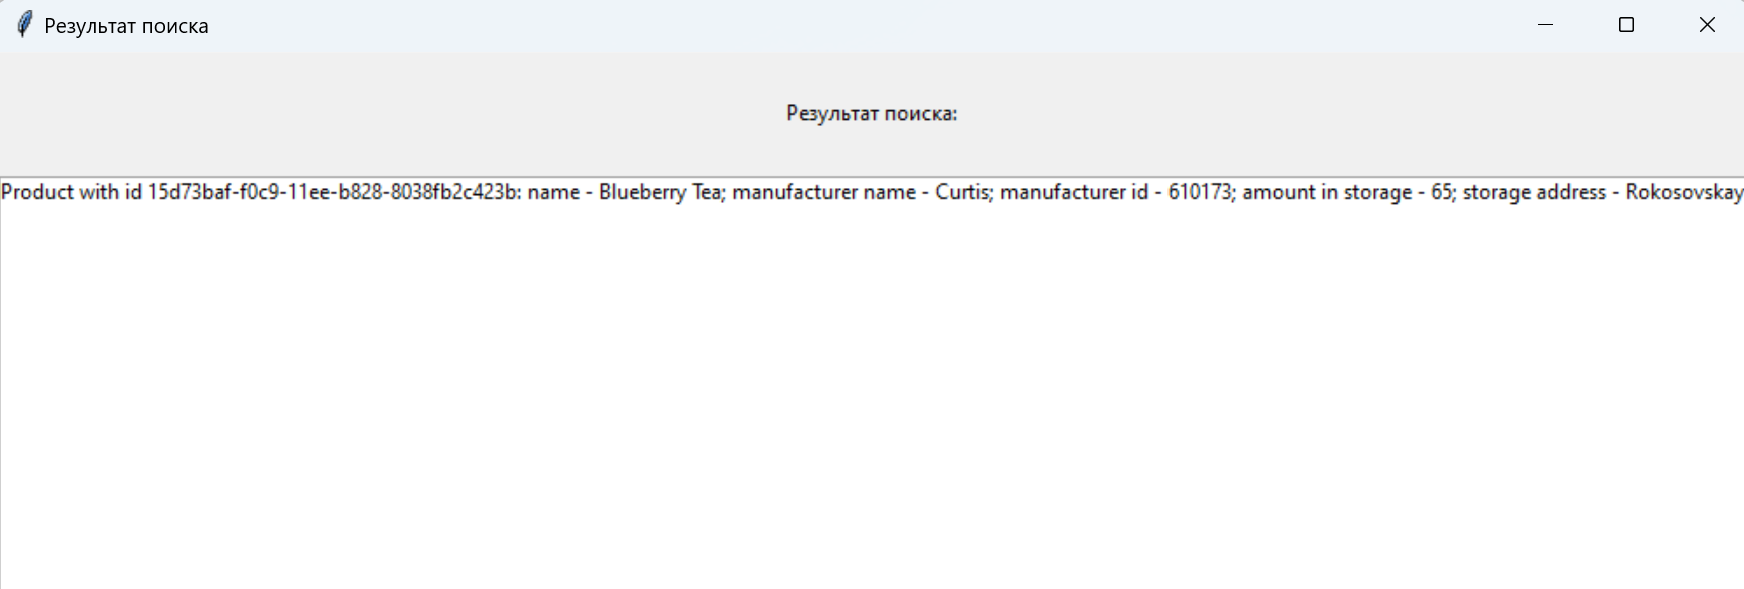 Результат поиска
Результат поиска:
Product with id 15d73baf-f0c9-11ee-b828-8038fb2c423b: name - Blueberry Tea; manufacturer name - Curtis; manufacturer id - 610173; amount in storage - 65; storage address - Rokosovskay